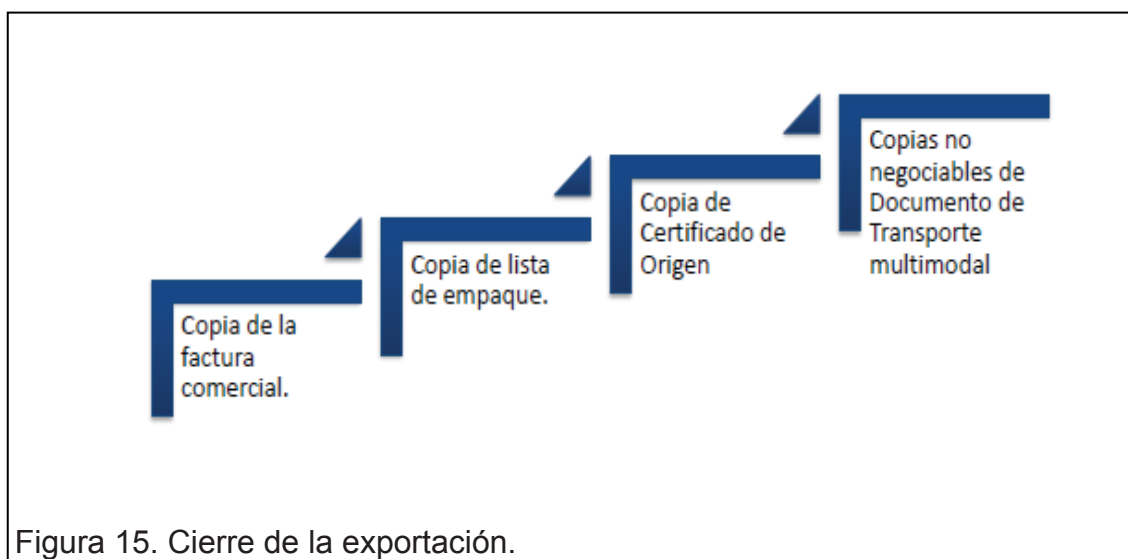 Copia de la
factura
comercial.
Copia de lista
de empaque.
Copia de
Certificado de
Origen
Copias no
negociables de
Documento de
Transporte
multimodal
Figura 15. Cierre de la exportación.